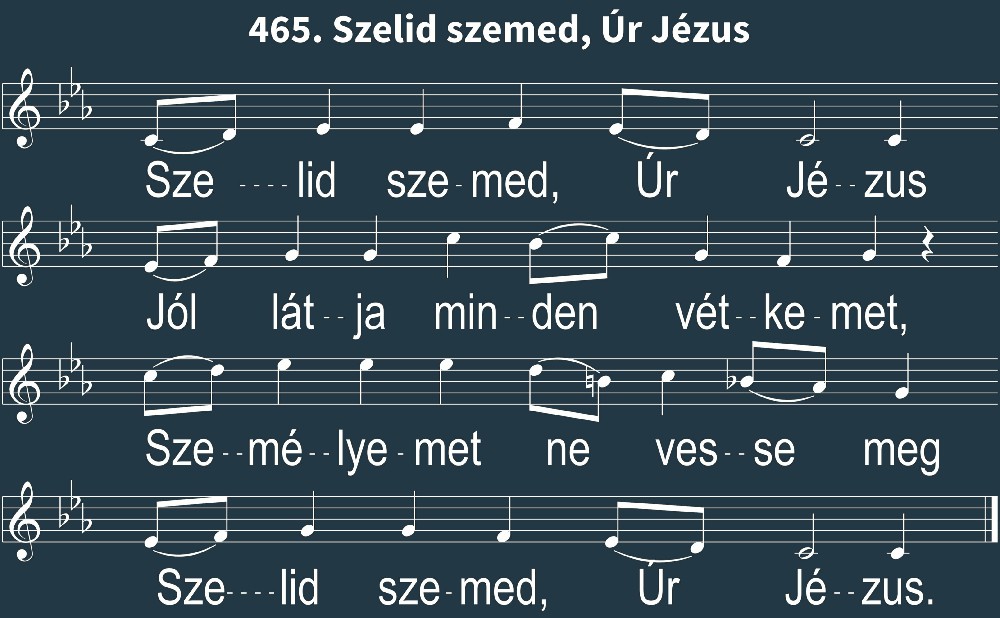 465. Szelid szemed, Úr Jézus
Sze ---- lid sze - med, Úr Jé - - zus
Jól lát - - ja min - - den vét - - ke - met,
Sze - - mé - - lye - met ne ves - - se meg
Sze - - - - lid sze - med, Úr Jé - - zus.